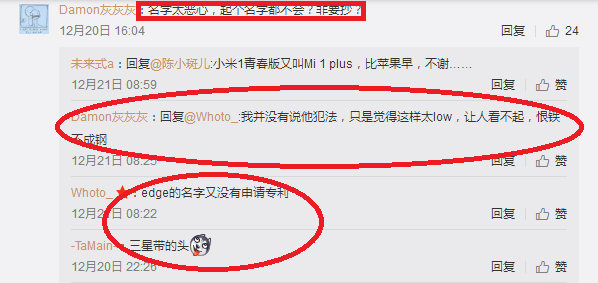 Damon灰灰灰：名字太恶心，起个名字都不会？非要抄？
12月20日 16:04 回复 24
未来式a：回复@陈小斑儿:小米1青春版又叫Mi 1 plus，比苹果早，不谢……
12月21日 08:59 回复 赞
Damon灰灰灰：回复@Whoto_:我并没有说他犯法，只是觉得这样太low，让人看不起，恨铁
不成钢
12月21日 08:25 回复 赞
Whoto_：edge的名字又没有申请专利
12月21日 08:22 回复 赞
-TaMain-：三星带的头
12月20日 22:26 回复 赞